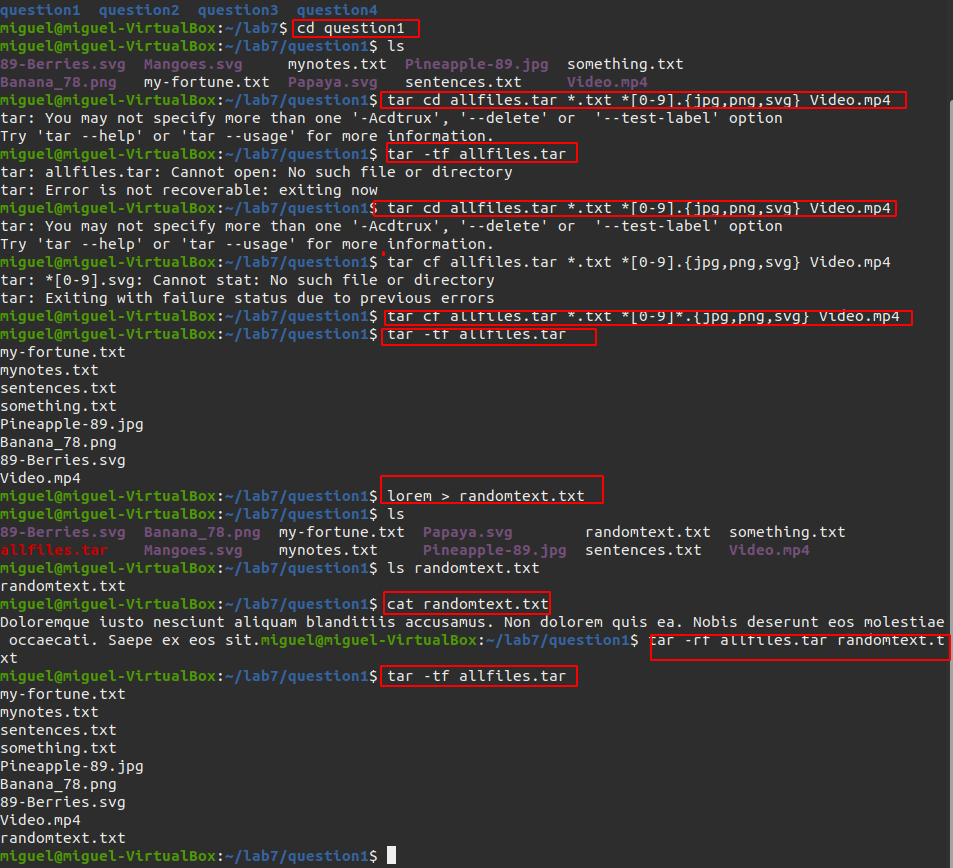 question1  question2  question3  question4
miguel@miguel-VirtualBox:~/lab7$ cd question1
miguel@miguel-VirtualBox:~/lab7/question1$ ls
89-Berries.svg  Mangoes.svg     mynotes.txt  Pineapple-89.jpg  something.txt
Banana_78.png   my-fortune.txt  Papaya.svg   sentences.txt     Video.mp4
miguel@miguel-VirtualBox:~/lab7/question1$ tar cd allfiles.tar *.txt *[0-9].{jpg,png,svg} Video.mp4
tar: You may not specify more than one '-Acdtrux', '--delete' or  '--test-label' option
Try 'tar --help' or 'tar --usage' for more information.
miguel@miguel-VirtualBox:~/lab7/question1$ tar -tf allfiles.tar
tar: allfiles.tar: Cannot open: No such file or directory
tar: Error is not recoverable: exiting now
miguel@miguel-VirtualBox:~/lab7/question1$ tar cd allfiles.tar *.txt *[0-9].{jpg,png,svg} Video.mp4
tar: You may not specify more than one '-Acdtrux', '--delete' or  '--test-label' option
Try 'tar --help' or 'tar --usage' for more information.
miguel@miguel-VirtualBox:~/lab7/question1$ tar cf allfiles.tar *.txt *[0-9].{jpg,png,svg} Video.mp4
tar: *[0-9].svg: Cannot stat: No such file or directory
tar: Exiting with failure status due to previous errors
miguel@miguel-VirtualBox:~/lab7/question1$ tar cf allfiles.tar *.txt *[0-9]*.{jpg,png,svg} Video.mp4
miguel@miguel-VirtualBox:~/lab7/question1$ tar -tf allfiles.tar
my-fortune.txt
mynotes.txt
sentences.txt
something.txt
Pineapple-89.jpg
Banana_78.png
89-Berries.svg
Video.mp4
miguel@miguel-VirtualBox:~/lab7/question1$ lorem > randomtext.txt
miguel@miguel-VirtualBox:~/lab7/question1$ ls
89-Berries.svg  Banana_78.png  my-fortune.txt  Papaya.svg        randomtext.txt  something.txt
allfiles.tar    Mangoes.svg    mynotes.txt     Pineapple-89.jpg  sentences.txt   Video.mp4
miguel@miguel-VirtualBox:~/lab7/question1$ ls randomtext.txt
randomtext.txt
miguel@miguel-VirtualBox:~/lab7/question1$ cat randomtext.txt
Doloremque iusto nesciunt aliquam blanditiis accusamus. Non dolorem quis ea. Nobis deserunt eos molestiae
 occaecati. Saepe ex eos sit.miguel@miguel-VirtualBox:~/lab7/question1$ tar -rf allfiles.tar randomtext.t
xt
miguel@miguel-VirtualBox:~/lab7/question1$ tar -tf allfiles.tar
my-fortune.txt
mynotes.txt
sentences.txt
something.txt
Pineapple-89.jpg
Banana_78.png
89-Berries.svg
Video.mp4
randomtext.txt
miguel@miguel-VirtualBox:~/lab7/question1$